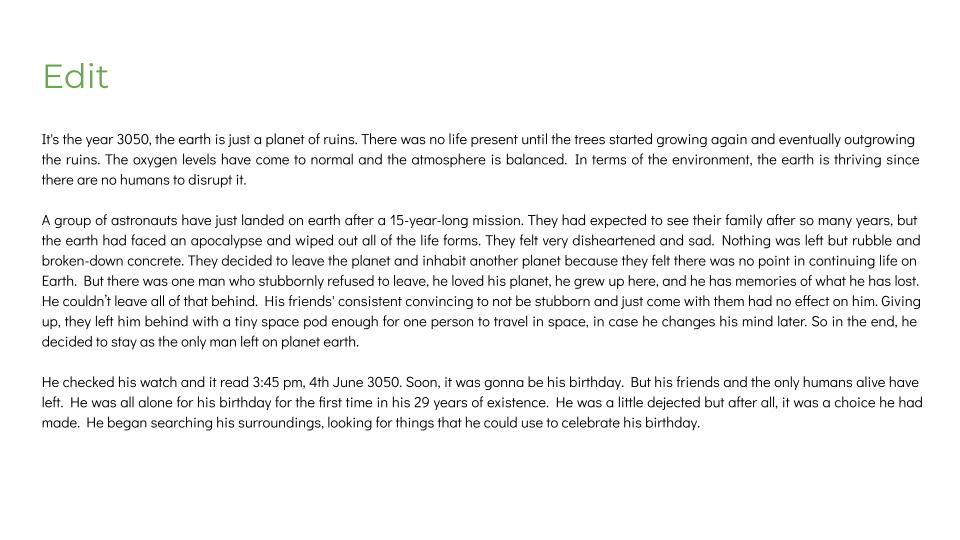 Edit
It's the year 3050, the earth is just a planet of ruins. There was no life present until the trees started growing again and eventually outgrowing
the ruins. The oxygen levels have come to normal and the atmosphere is balanced. In terms of the environment, the earth is thriving since
there are no humans to disrupt it.
A group of astronauts have just landed on earth after a 15-year-long mission. They had expected to see their family after so many years, but
the earth had faced an apocalypse and wiped out all of the life forms. They felt very disheartened and sad. Nothing was left but rubble and
broken-down concrete. They decided to leave the planet and inhabit another planet because they felt there was no point in continuing life on
Earth. But there was one man who stubbornly refused to leave, he loved his planet, he grew up here, and he has memories of what he has lost.
He couldn't leave all of that behind. His friends' consistent convincing to not be stubborn and just come with them had no effect on him. Giving
up, they left him behind with a tiny space pod enough for one person to travel in space, in case he changes his mind later. So in the end, he
decided to stay as the only man left on planet earth.
He checked his watch and it read 3:45 pm, 4th June 3050. Soon, it was gonna be his birthday. But his friends and the only humans alive have
left. He was all alone for his birthday for the first time in his 29 years of existence. He was a little dejected but after all, it was a choice he had
made. He began searching his surroundings, looking for things that he could use to celebrate his birthday.